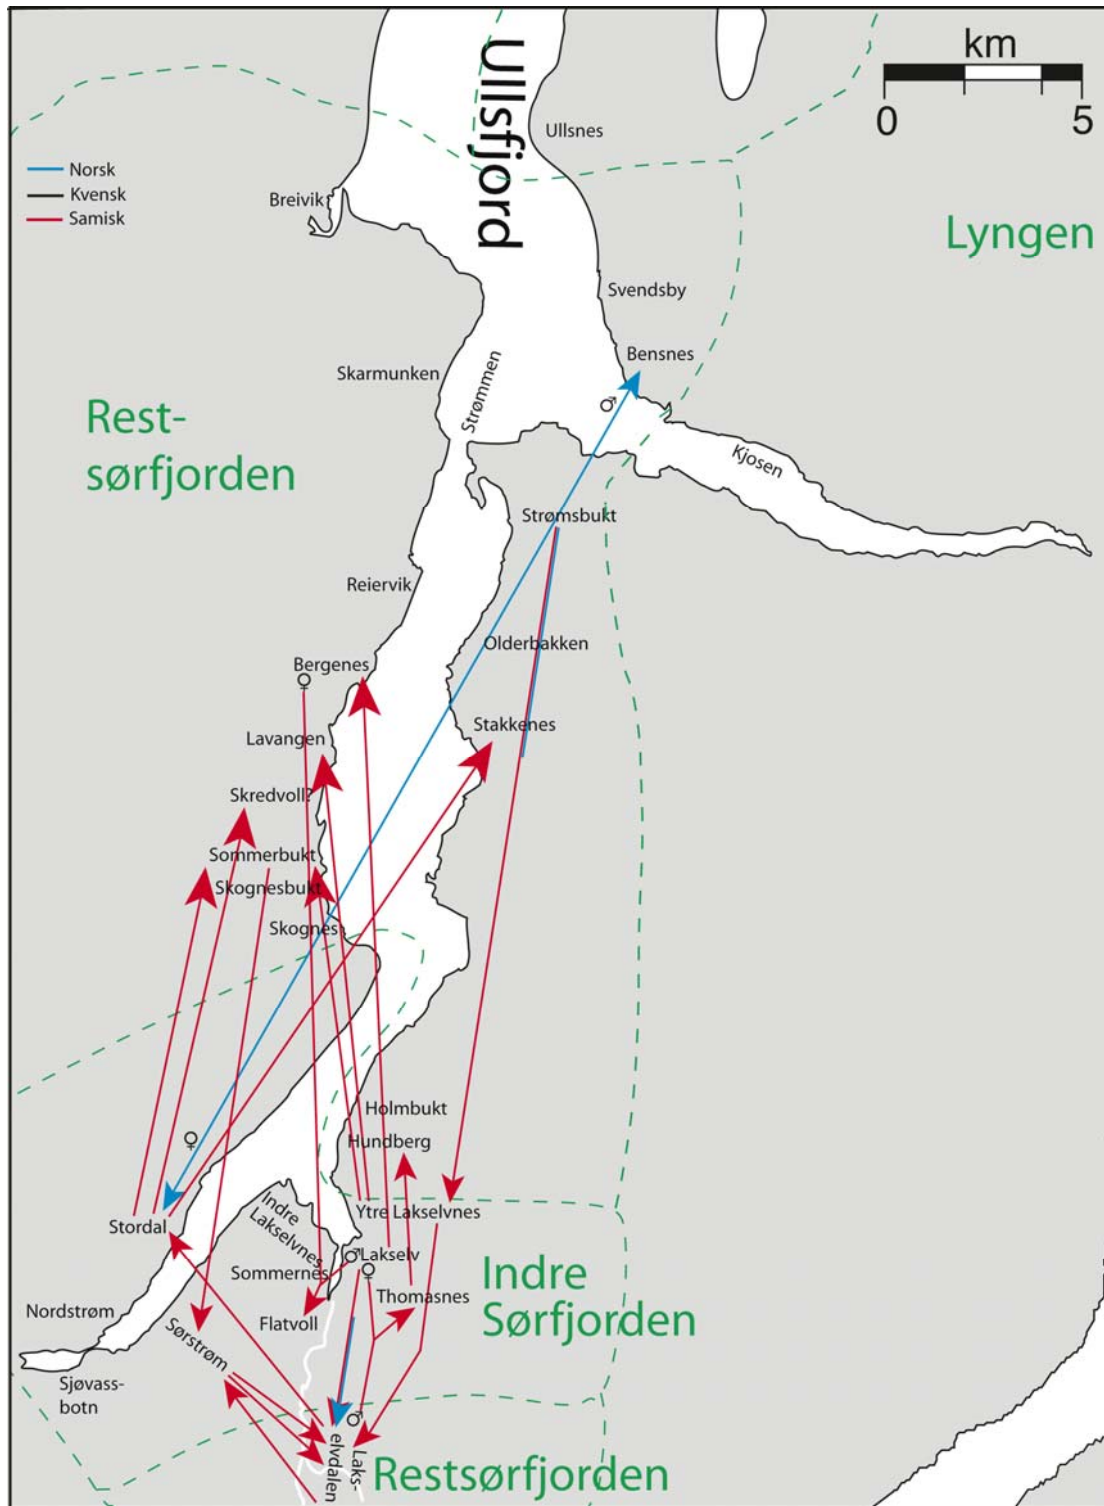 km
0 5
Ullsfjord
Ullsnes
Norsk
Kvensk
Samisk
Breivik
Lyngen
Svendsby
Bensnes
Skarmunken
Strømmen
♂
Rest-
sørfjorden
Kjosen
Strømsbukt
Reiervik
Olderbakken
Bergenes
♀
Stakkenes
Lavangen
Skredvoll?
Sommerbukt
Skognesbukt
Skognes
Holmbukt
♀
Hundberg
Indre
Lakselvnes
Ytre Lakselvnes
Stordal
♂Lakselv
♀
Sommernes
Indre
Sørfjorden
Thomasnes
Nordstrøm
Flatvoll
Sørstrøm
Sjøvass-
botn
♂
Laks-
elvdalen
Restsørfjorden